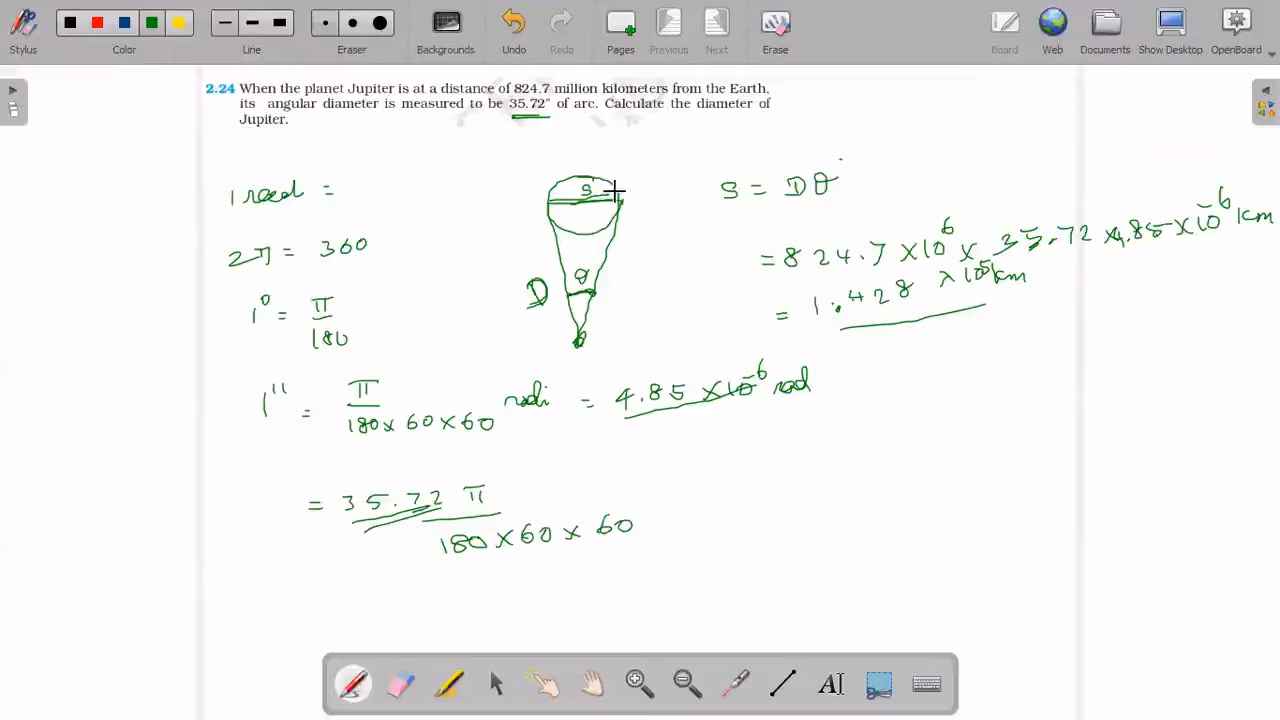 Stylus Color Line Eraser Backgrounds Undo Redo Pages Previous Next Erase Board Web Documents Show Desktop OpenBoard
2.24 When the planet Jupiter is at a distance of 824.7 million kilometers from the Earth,
its angular diameter is measured to be 35.72" of arc. Calculate the diameter of
Jupiter.
1 rad =
2π = 360
1° = π
180
1'' = π
180 × 60 × 60 radi = 4.85 × 10^-6 rad
= 35.72 π
180 × 60 × 60
S
θ
D
S = Dθ
= 824.7 × 10^6 × 35.72 × 4.85 × 10^-6 km
= 1.428 × 10^5 km